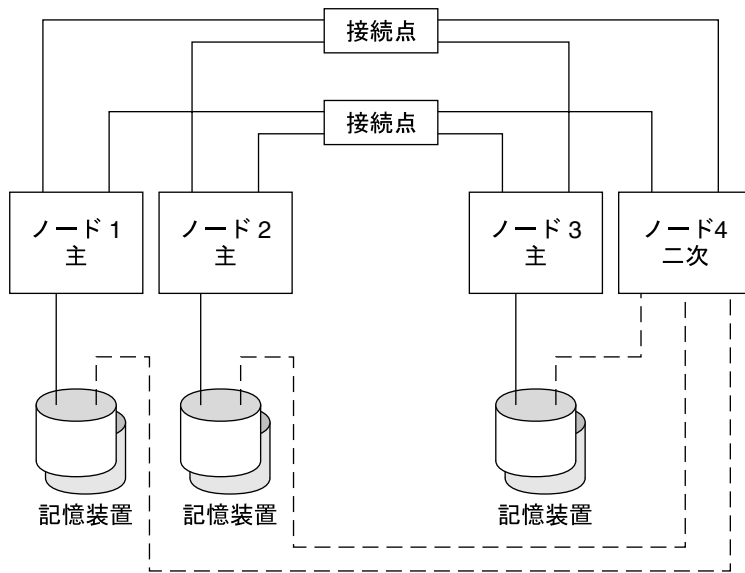 接続点
接続点
ノード 1
主
ノード 2
主
ノード 3
主
ノード4
二次
記憶装置
記憶装置
記憶装置